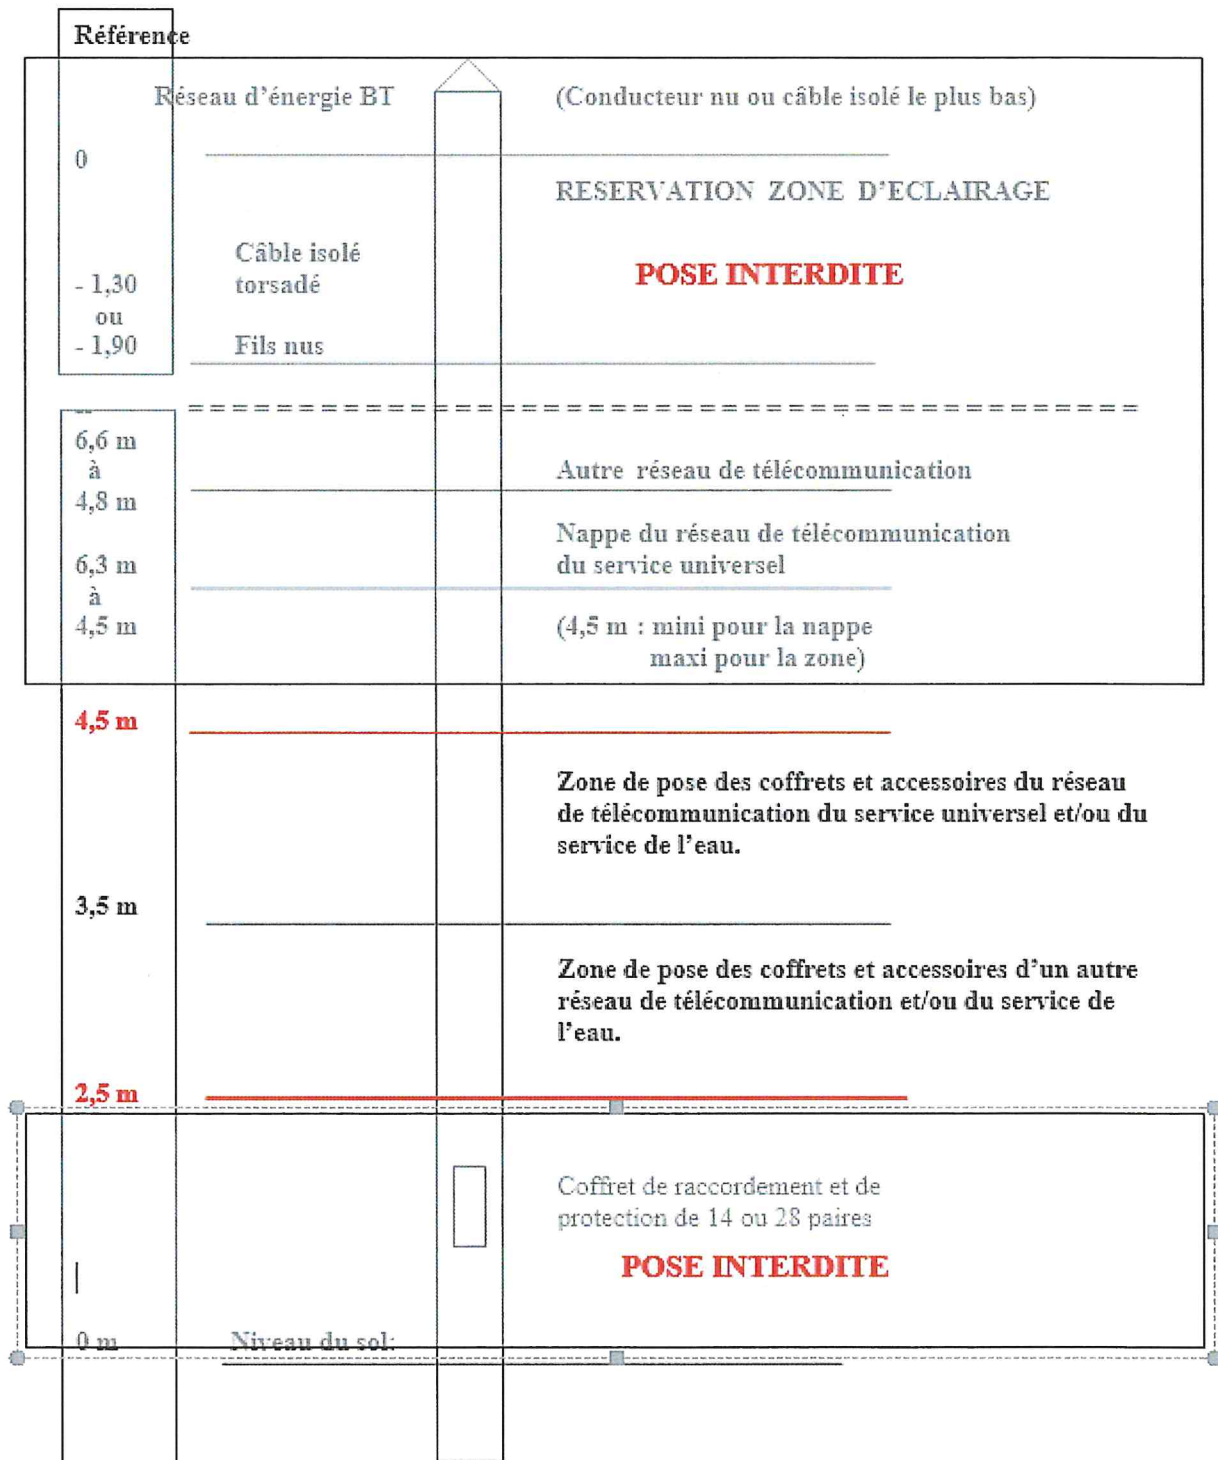 Référence
Réseau d'énergie BT (Conducteur nu ou câble isolé le plus bas)
0
RESERVATION ZONE D'ECLAIRAGE
Câble isolé
- 1,30 torsadé POSE INTERDITE
ou
- 1,90 Fils nus
6,6 m
à Autre réseau de télécommunication
4,8 m
Nappe du réseau de télécommunication
6,3 m du service universel
à
4,5 m (4,5 m : mini pour la nappe
maxi pour la zone)
4,5 m
Zone de pose des coffrets et accessoires du réseau
de télécommunication du service universel et/ou du
service de l'eau.
3,5 m
Zone de pose des coffrets et accessoires d'un autre
réseau de télécommunication et/ou du service de
l'eau.
2,5 m
Coffret de raccordement et de
protection de 14 ou 28 paires
POSE INTERDITE
0 m Niveau du sol: